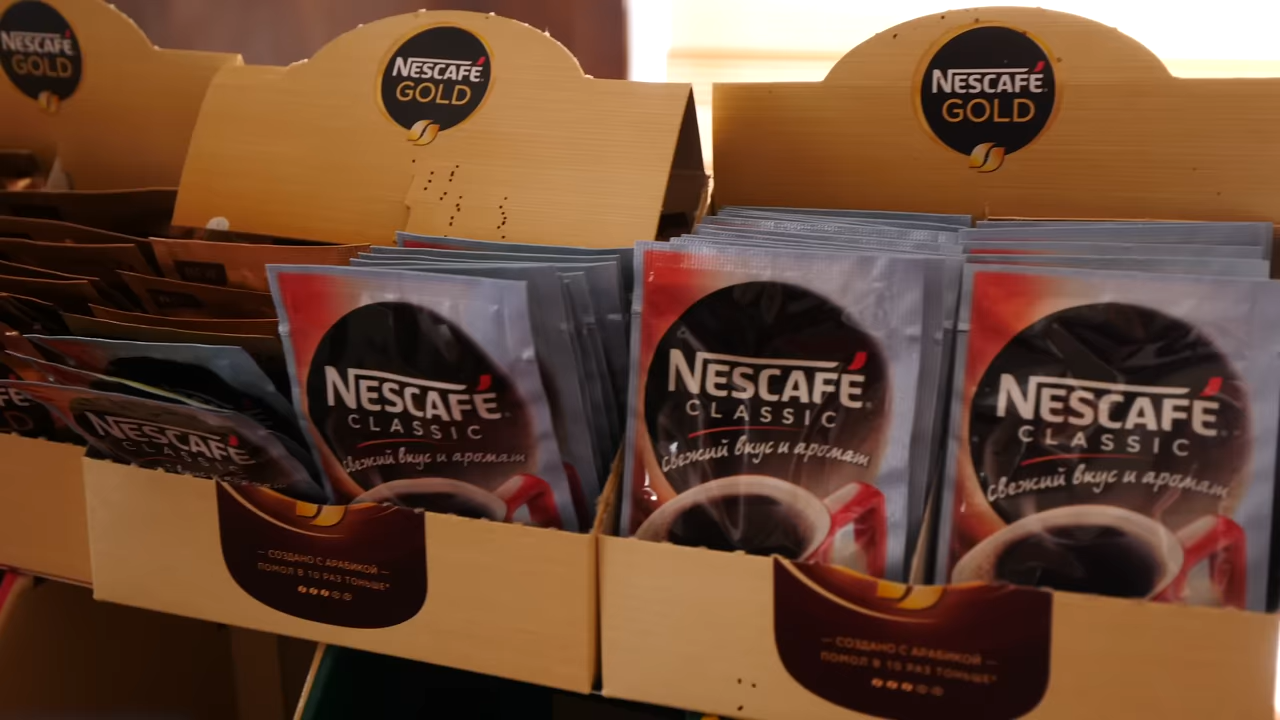 NESCAFÉ
GOLD
NESCAFÉ
GOLD
NESCAFÉ
GOLD
NESCAFÉ
CLASSIC
NESCAFÉ
CLASSIC
свежий вкус и аромат
NESCAFÉ
CLASSIC
свежий вкус и аромат
NESCAFÉ
CLASSIC
свежий вкус и аромат
— СОЗДАНО С АРАБИКОЙ —
ПОМОЛ В 10 РАЗ ТОНЬШЕ*
— СОЗДАНО С АРАБИКОЙ —
ПОМОЛ В 10 РАЗ ТОНЬШЕ*